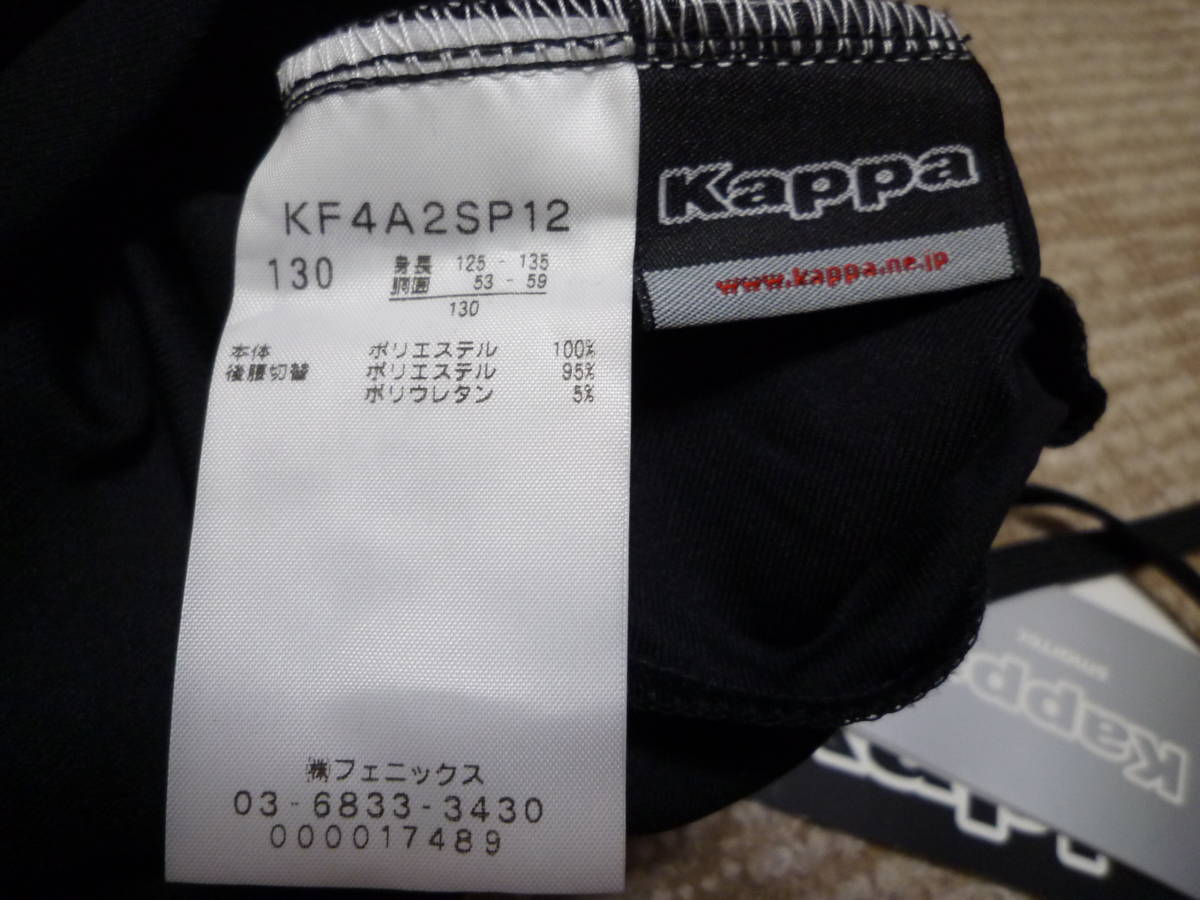 KF4A2SP12
130 身長 125 - 135
胴囲 53 - 59
130
本体 ポリエステル 100%
後腰切替 ポリエステル 95%
ポリウレタン 5%
㈱フェニックス
03-6833-3430
000017489
Kappa
www.kappa.ne.jp
Kappa